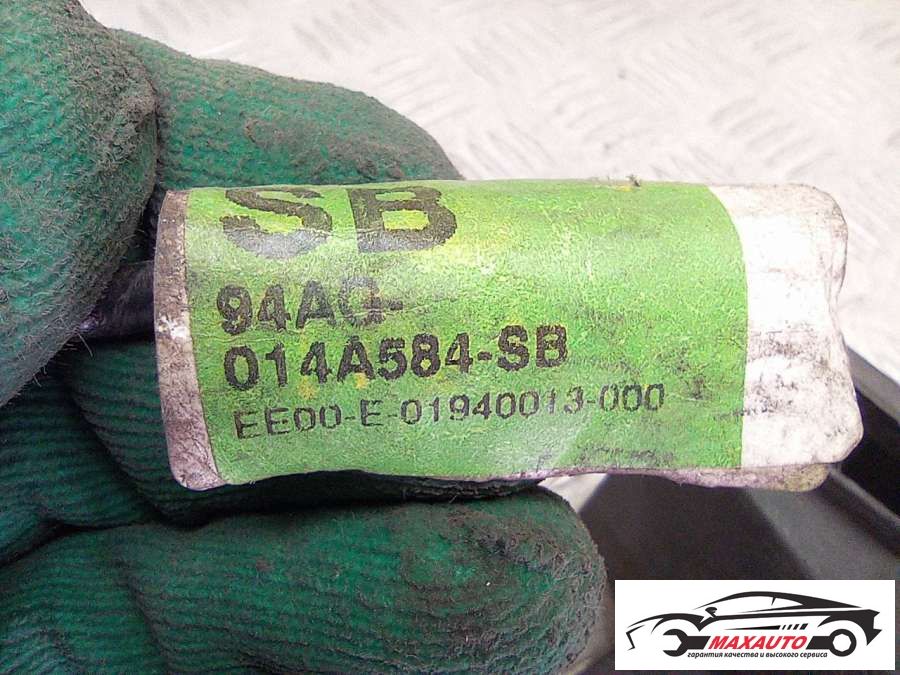 SB
94AG-
014A584-SB
EE00-E-01940013-000
MAXAUTO
гарантия качества и высокого сервиса